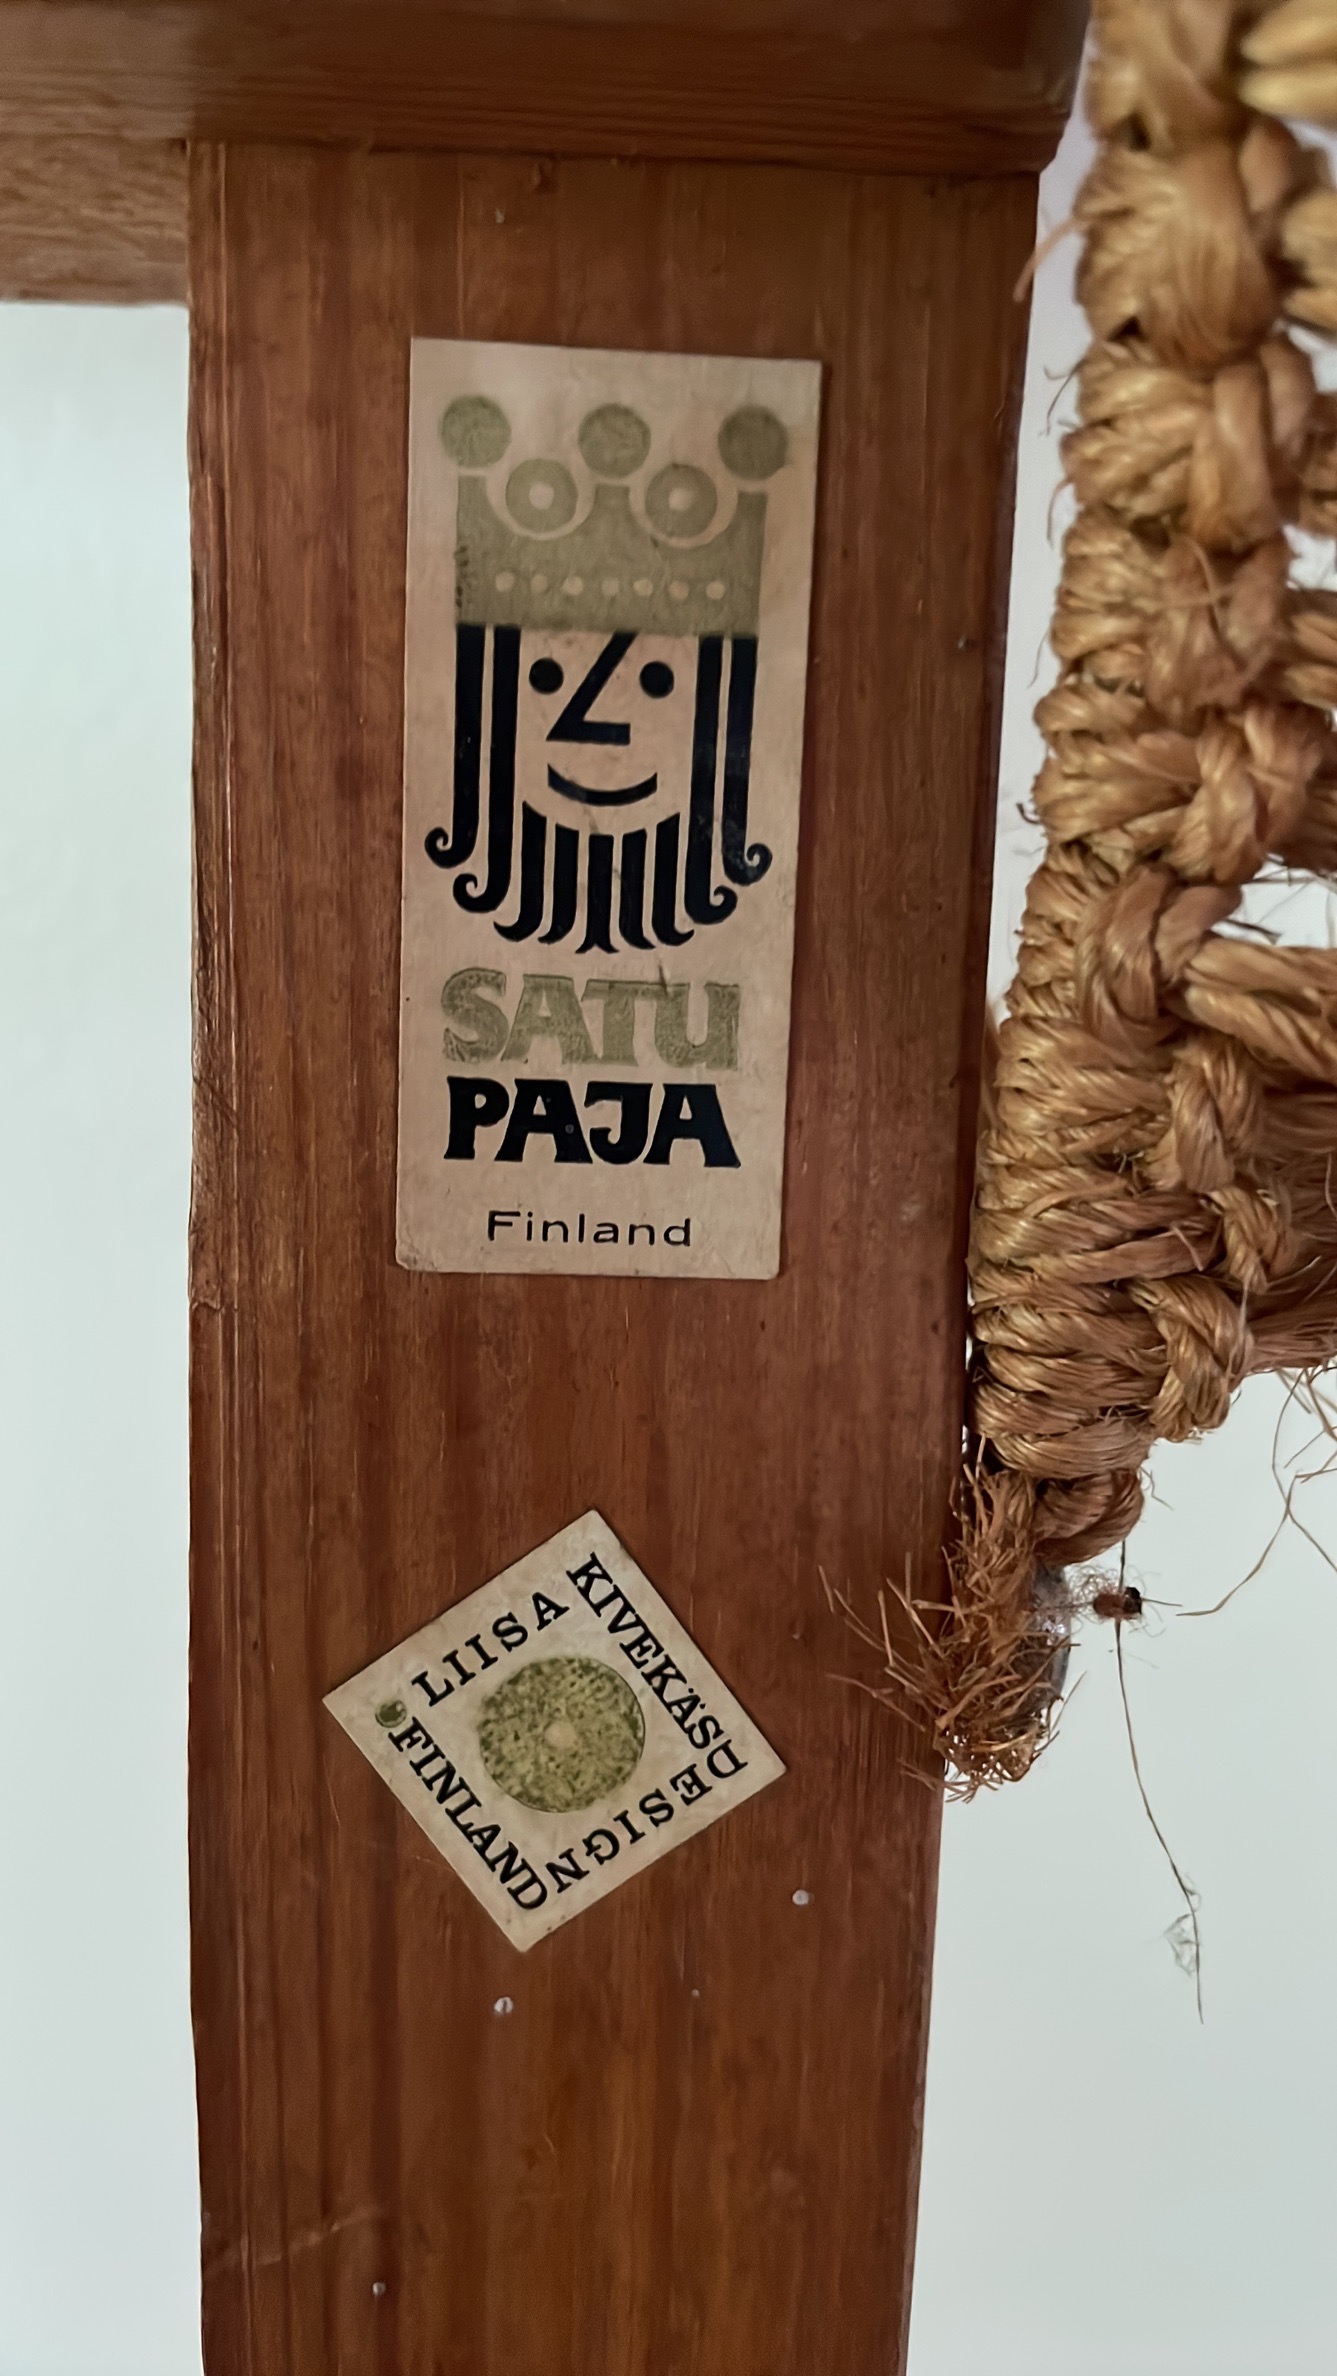 SATU
PAJA
Finland
LIISA
KIVEKÄS
DESIGN
FINLAND